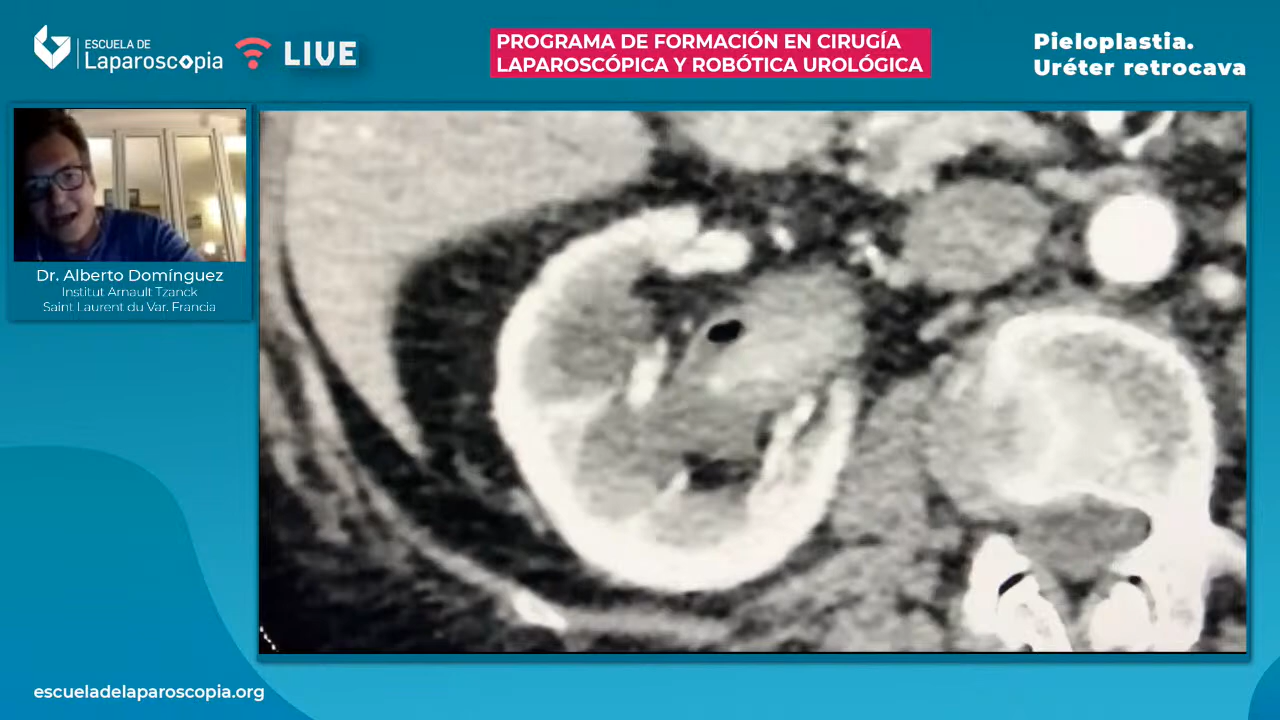 ESCUELA DE
Laparoscopia
LIVE
PROGRAMA DE FORMACIÓN EN CIRUGÍA
LAPAROSCÓPICA Y ROBÓTICA UROLÓGICA
Pieloplastia.
Uréter retrocava
Dr. Alberto Domínguez
Institut Arnault Tzanck
Saint Laurent du Var. Francia
escueladelaparoscopia.org